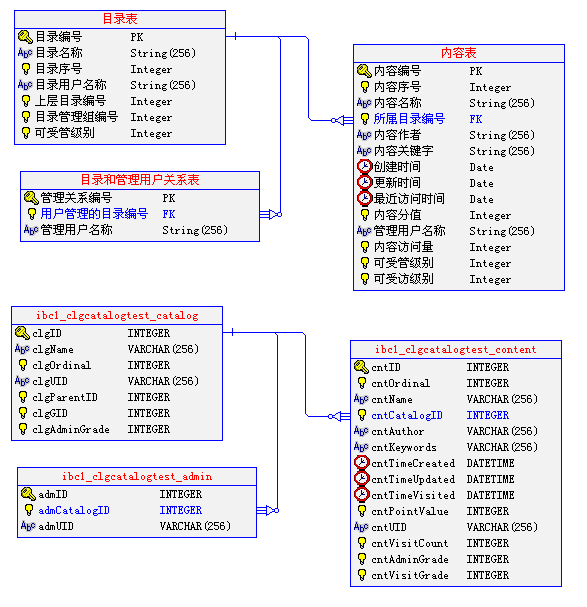 目录表
目录编号 PK
目录名称 String(256)
目录序号 Integer
目录用户名称 String(256)
上层目录编号 Integer
目录管理组编号 Integer
可受管级别 Integer
目录和管理用户关系表
管理关系编号 PK
用户管理的目录编号 FK
管理用户名称 String(256)
内容表
内容编号 PK
内容序号 Integer
内容名称 String(256)
所属目录编号 FK
内容作者 String(256)
内容关键字 String(256)
创建时间 Date
更新时间 Date
最近访问时间 Date
内容分值 Integer
管理用户名称 String(256)
内容访问量 Integer
可受管级别 Integer
可受访级别 Integer
ibc1_clgcatalogtest_catalog
clgID INTEGER
clgName VARCHAR(256)
clgOrdinal INTEGER
clgUID VARCHAR(256)
clgParentID INTEGER
clgGID INTEGER
clgAdminGrade INTEGER
ibc1_clgcatalogtest_admin
admID INTEGER
admCatalogID INTEGER
admUID VARCHAR(256)
ibc1_clgcatalogtest_content
cntID INTEGER
cntOrdinal INTEGER
cntName VARCHAR(256)
cntCatalogID INTEGER
cntAuthor VARCHAR(256)
cntKeywords VARCHAR(256)
cntTimeCreated DATETIME
cntTimeUpdated DATETIME
cntTimeVisited DATETIME
cntPointValue INTEGER
cntUID VARCHAR(256)
cntVisitCount INTEGER
cntAdminGrade INTEGER
cntVisitGrade INTEGER